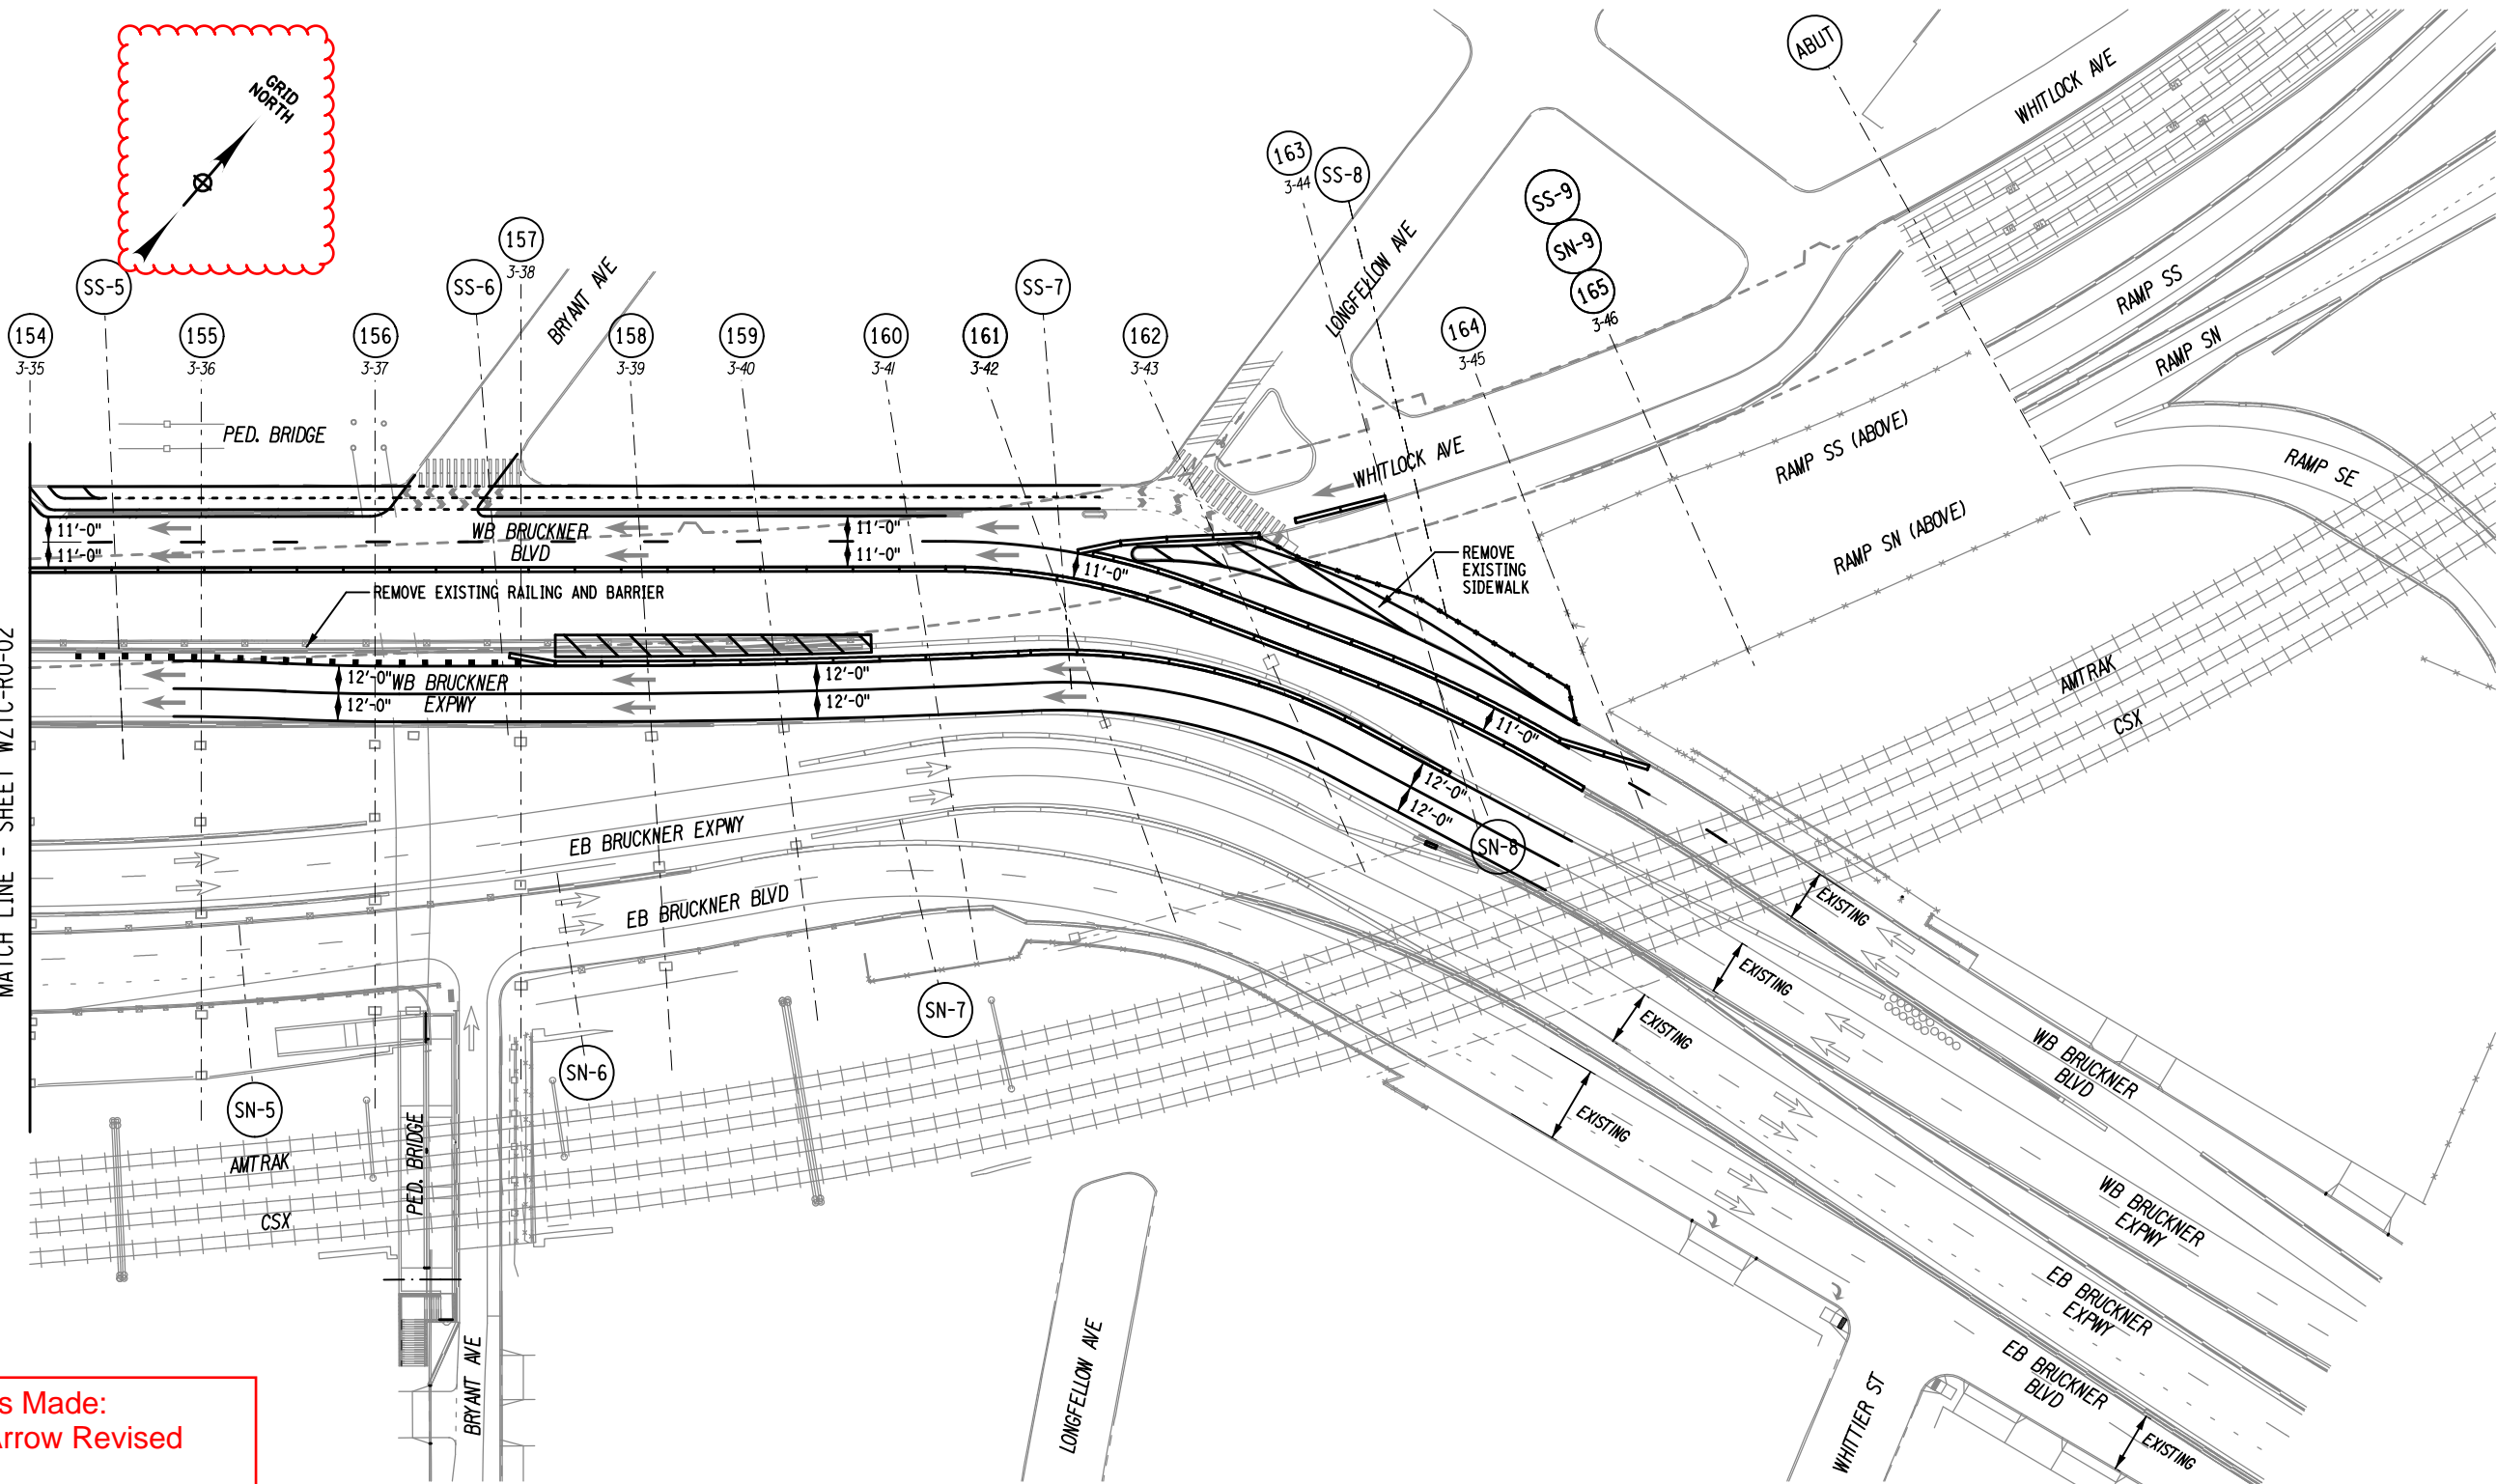 GRID
NORTH
ABUT
WHITLOCK AVE
163
3-44
SS-8
SS-9
SN-9
165
3-46
LONGFELLOW AVE
157
3-38
SS-5
SS-6
BRYANT AVE
SS-7
RAMP SS
154
3-35
155
3-36
156
3-37
158
3-39
159
3-40
160
3-41
161
3-42
162
3-43
164
3-45
RAMP SN
PED. BRIDGE
WHITLOCK AVE
RAMP SS (ABOVE)
RAMP SE
11'-0"
11'-0"
WB BRUCKNER
BLVD
11'-0"
11'-0"
11'-0"
RAMP SN (ABOVE)
REMOVE
EXISTING
SIDEWALK
REMOVE EXISTING RAILING AND BARRIER
MATCH LINE - SHEET WZTC-RO-02
12'-0"
12'-0"
WB BRUCKNER
EXPWY
12'-0"
12'-0"
11'-0"
AMTRAK
CSX
12'-0"
12'-0"
EB BRUCKNER EXPWY
SN-8
EB BRUCKNER BLVD
EXISTING
EXISTING
EXISTING
EXISTING
SN-7
SN-6
SN-5
WB BRUCKNER
BLVD
AMTRAK
CSX
PED. BRIDGE
WB BRUCKNER
EXPWY
EB BRUCKNER
EXPWY
EB BRUCKNER
BLVD
BRYANT AVE
LONGFELLOW AVE
WHITTIER ST
EXISTING
s Made:
Arrow Revised